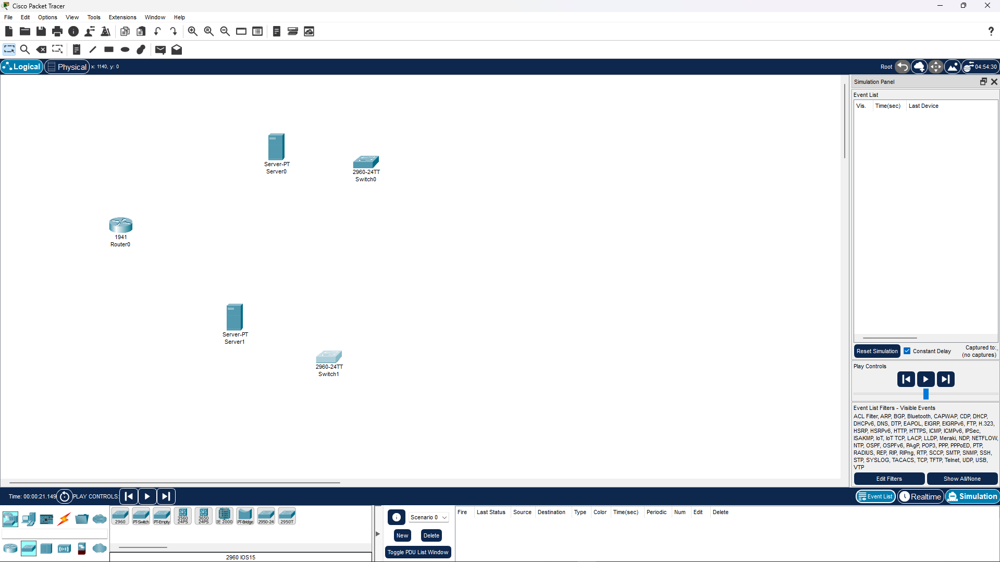 Cisco Packet Tracer
File Edit Options View Tools Extensions Window Help
Logical Physical x: 1140, y: 0 Root 04:54:30
Simulation Panel
Event List
Vis. Time(sec) Last Device
Server-PT
Server0
2960-24TT
Switch0
1941
Router0
Server-PT
Server1
2960-24TT
Switch1
Reset Simulation Constant Delay Captured to:
(no captures)
Play Controls
Event List Filters - Visible Events
ACL Filter, ARP, BGP, Bluetooth, CAPWAP, CDP, DHCP,
DHCPv6, DNS, DTP, EAPOL, EIGRP, EIGRPv6, FTP, H.323,
HSRP, HSRPv6, HTTP, HTTPS, ICMP, ICMPv6, IPSec,
ISAKMP, IoT, IoT TCP, LACP, LLDP, Meraki, NDP, NETFLOW,
NTP, OSPF, OSPFv6, PAgP, POP3, PPP, PPPoED, PTP,
RADIUS, REP, RIP, RIPng, RTP, SCCP, SMTP, SNMP, SSH,
STP, SYSLOG, TACACS, TCP, TFTP, Telnet, UDP, USB,
VTP
Edit Filters Show All/None
Time: 00:00:21.149 PLAY CONTROLS: Event List Realtime Simulation
2960 PT-Switch PT-Empty 3560 24PS 3650 24PS IE 2000 PT-Bridge 2950-24 2950T
2960 IOS15
Scenario 0
New Delete
Toggle PDU List Window
Fire Last Status Source Destination Type Color Time(sec) Periodic Num Edit Delete